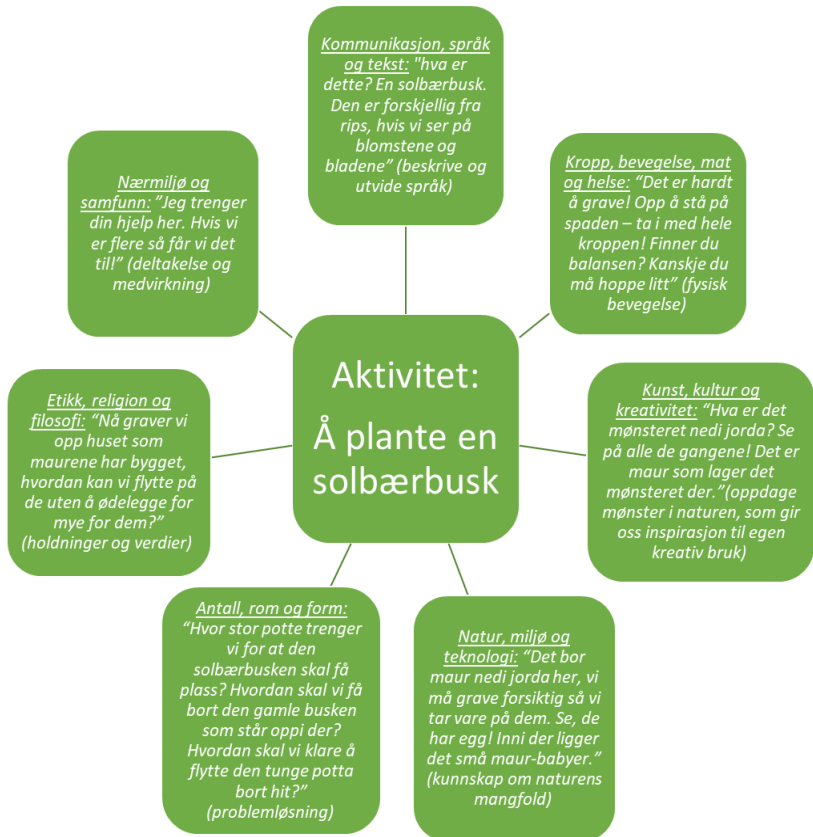 Kommunikasjon, språk
og tekst: "hva er
dette? En solbærbusk.
Den er forskjellig fra
rips, hvis vi ser på
blomstene og
bladene” (beskrive og
utvide språk)
Kropp, bevegelse, mat
og helse: “Det er hardt
å grave! Opp å stå på
spaden – ta i med hele
kroppen! Finner du
balansen? Kanskje du
må hoppe litt” (fysisk
bevegelse)
Kunst, kultur og
kreativitet: “Hva er det
mønsteret nedi jorda? Se
på alle de gangene! Det er
maur som lager det
mønsteret der.”(oppdage
mønster i naturen, som gir
oss inspirasjon til egen
kreativ bruk)
Natur, miljø og
teknologi: “Det bor
maur nedi jorda her, vi
må grave forsiktig så vi
tar vare på dem. Se, de
har egg! Inni der ligger
det små maur-babyer.”
(kunnskap om naturens
mangfold)
Antall, rom og form:
“Hvor stor potte trenger
vi for at den
solbærbusken skal få
plass? Hvordan skal vi få
bort den gamle busken
som står oppi der?
Hvordan skal vi klare å
flytte den tunge potta
bort hit?”
(problemløsning)
Etikk, religion og
filosofi: “Nå graver vi
opp huset som
maurene har bygget,
hvordan kan vi flytte på
de uten å ødelegge for
mye for dem?”
(holdninger og verdier)
Nærmiljø og
samfunn: ”Jeg trenger
din hjelp her. Hvis vi
er flere så får vi det
til!” (deltakelse og
medvirkning)
Aktivitet:
Å plante en
solbærbusk